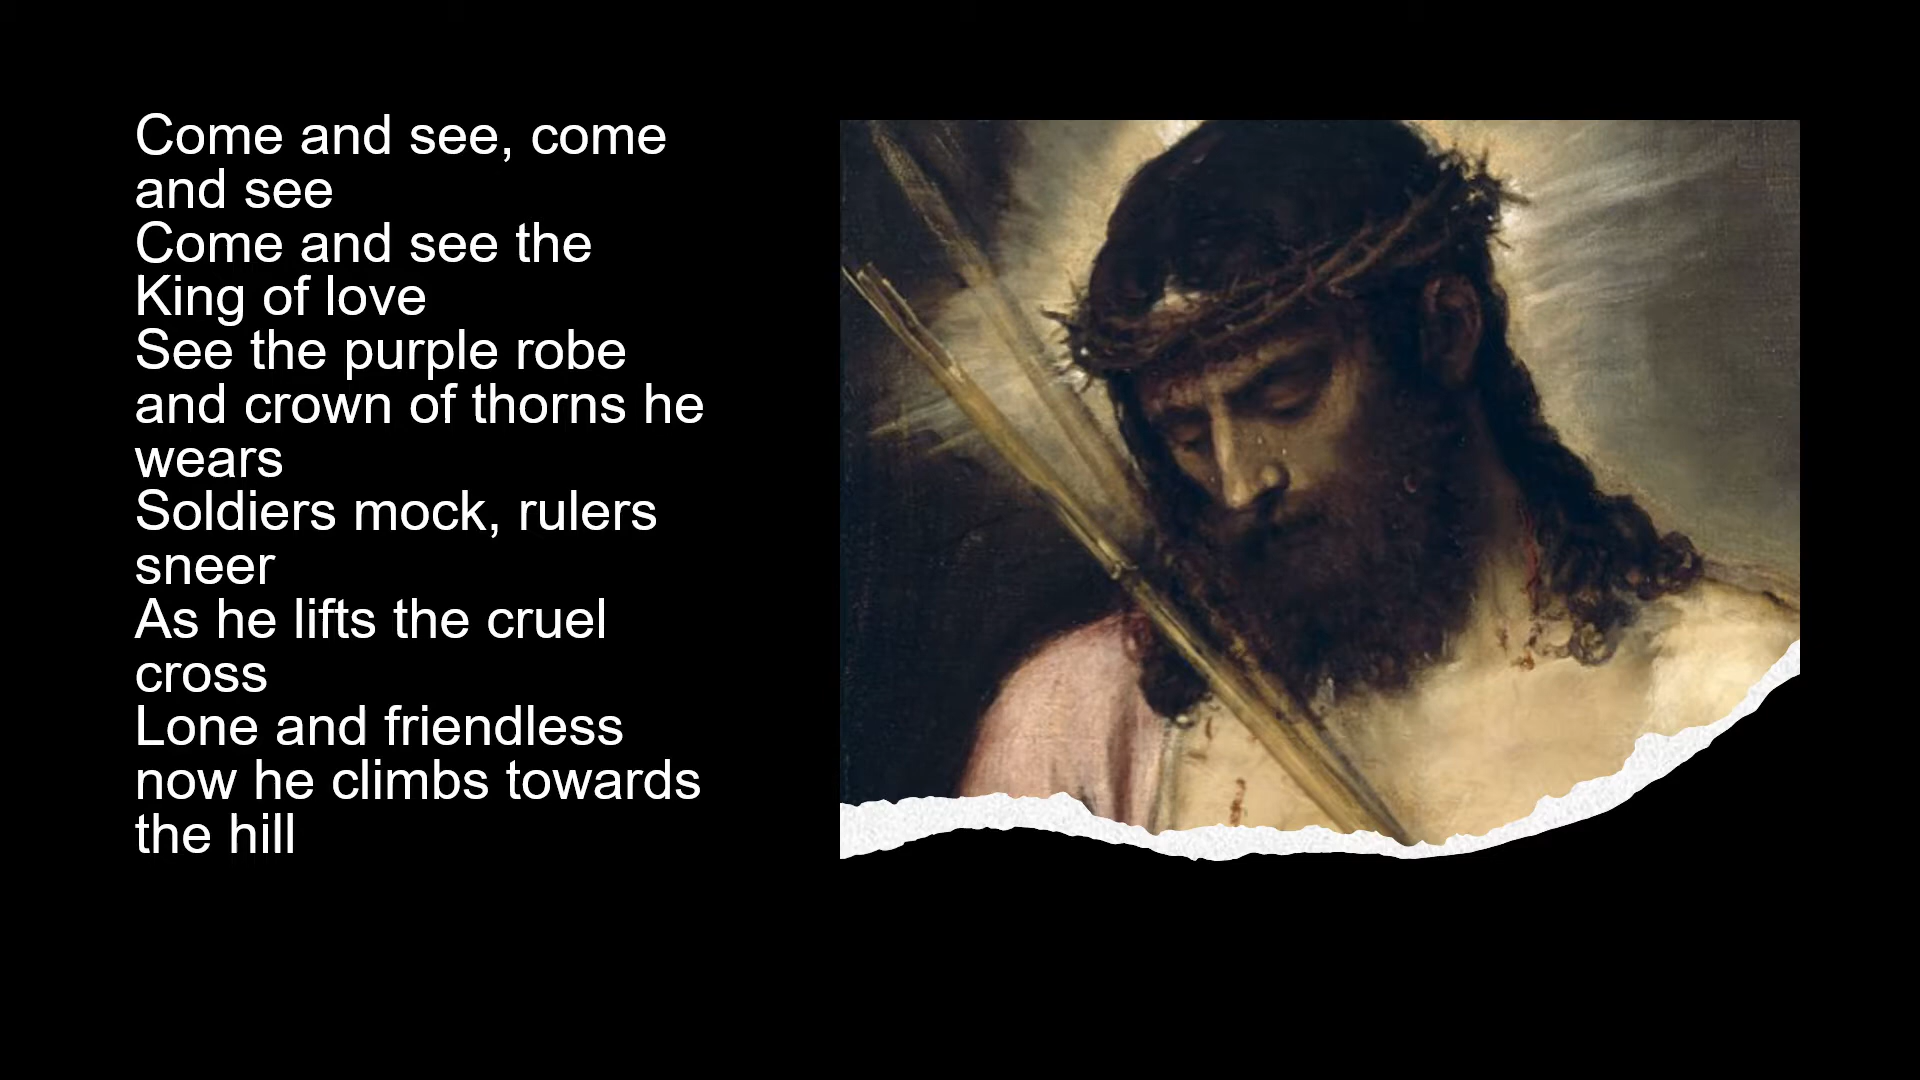 Come and see, come
and see
Come and see the
King of love
See the purple robe
and crown of thorns he
wears
Soldiers mock, rulers
sneer
As he lifts the cruel
cross
Lone and friendless
now he climbs towards
the hill